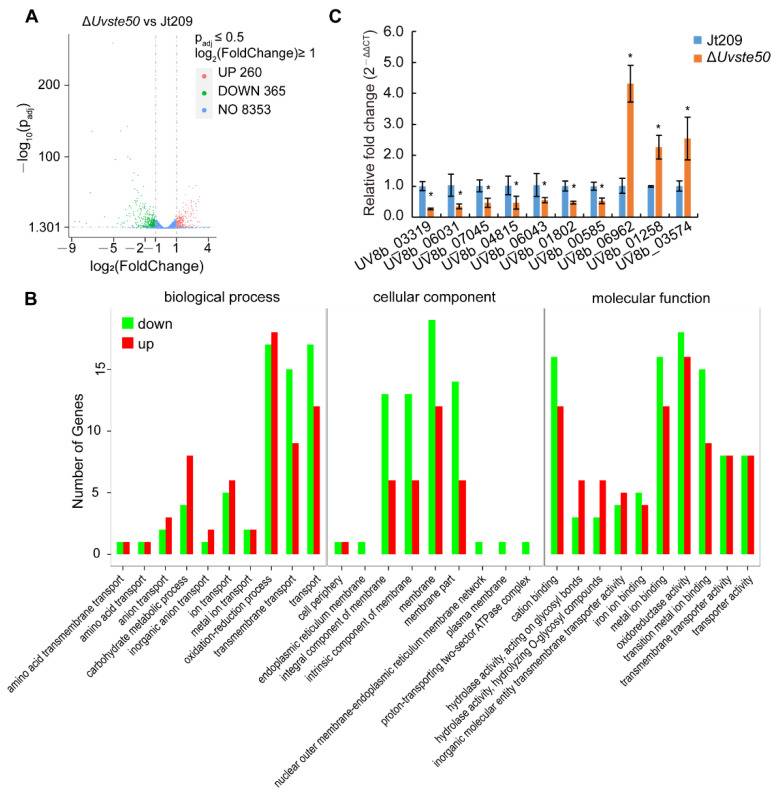 A
ΔUvste50 vs Jt209
padj ≤ 0.5
log2(FoldChange)≥ 1
UP 260
DOWN 365
NO 8353
−log10(padj)
200
100
1.301
−9 −5 −2 −1 1 4
log2(FoldChange)
C
Relative fold change (2−ΔΔCT)
6.0
5.0
4.0
3.0
2.0
1.0
0.0
Jt209
ΔUvste50
* * * * * * * * * *
UV8b_03319
UV8b_06031
UV8b_07045
UV8b_04815
UV8b_06043
UV8b_01802
UV8b_00585
UV8b_06962
UV8b_01258
UV8b_03574
B
biological process
cellular component
molecular function
down
up
Number of Genes
15
10
5
0
amino acid transmembrane transport
amino acid transport
anion transport
carbohydrate metabolic process
inorganic anion transport
ion transport
metal ion transport
oxidation-reduction process
transmembrane transport
transport
cell periphery
endoplasmic reticulum membrane
integral component of membrane
intrinsic component of membrane
membrane
membrane part
nuclear outer membrane-endoplasmic reticulum membrane network
plasma membrane
proton-transporting two-sector ATPase complex
cation binding
hydrolase activity, acting on glycosyl bonds
hydrolase activity, hydrolyzing O-glycosyl compounds
inorganic molecular entity transmembrane transporter activity
iron ion binding
metal ion binding
oxidoreductase activity
transition metal ion binding
transmembrane transporter activity
transporter activity